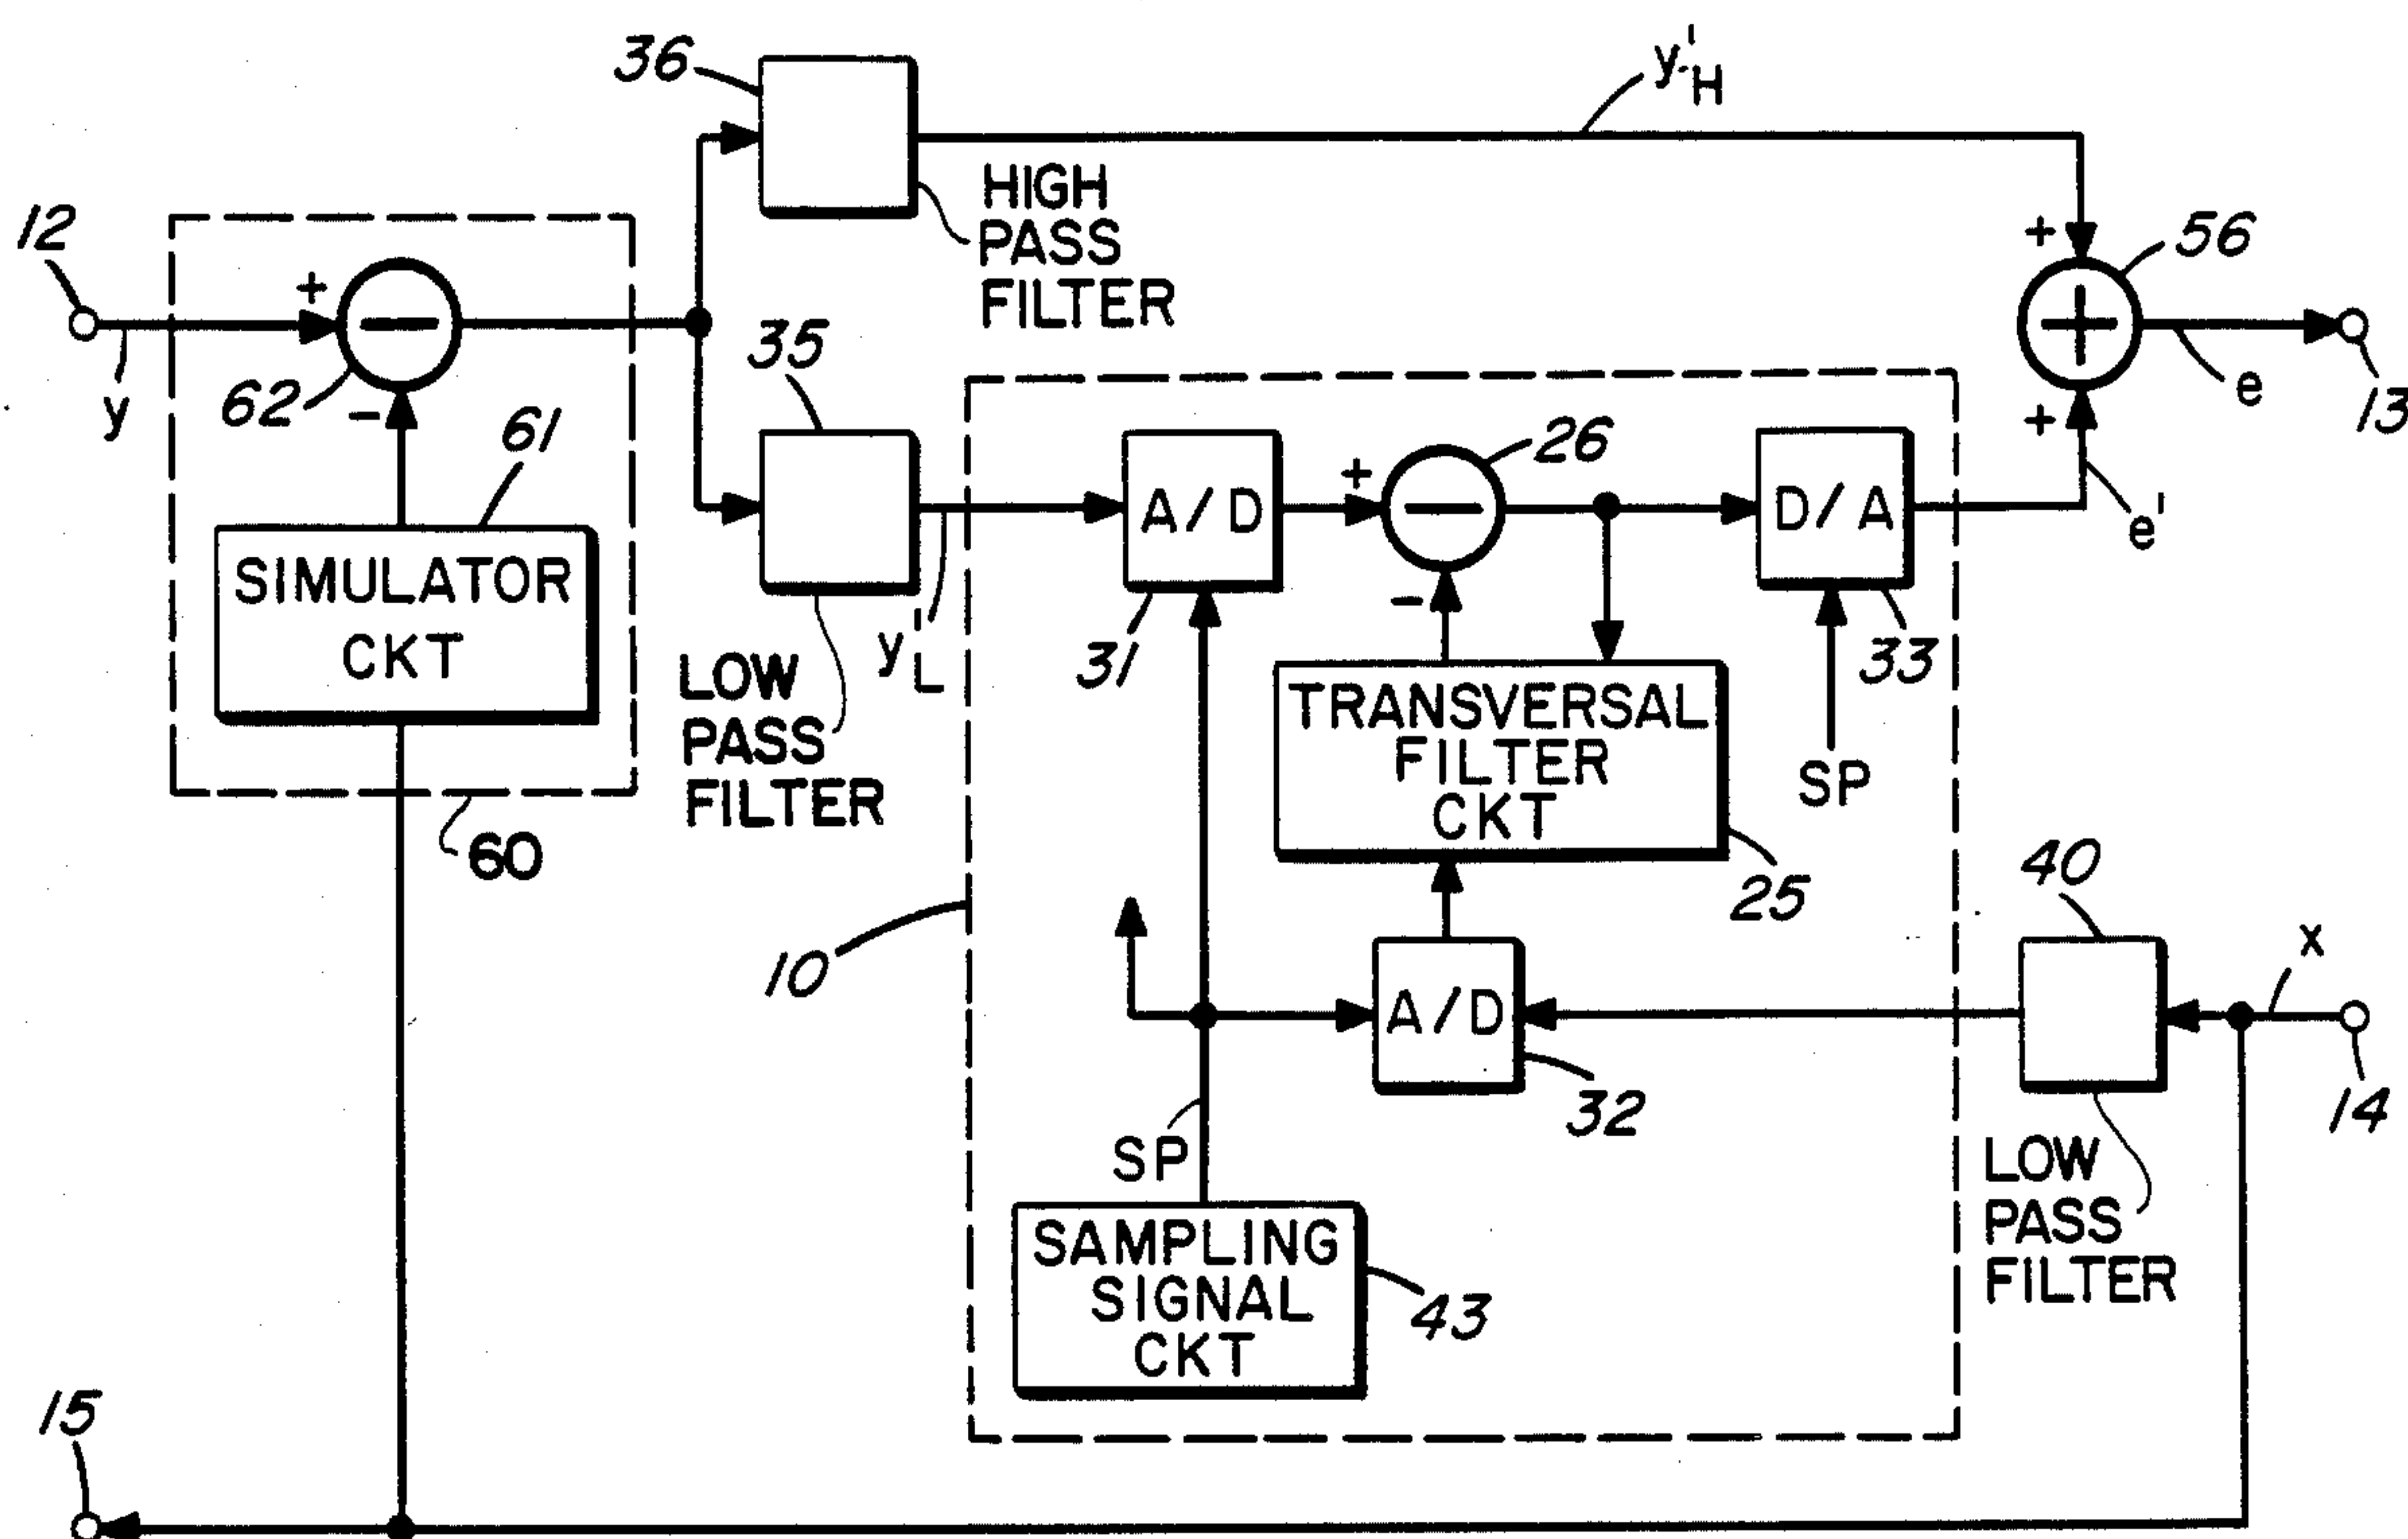 36
y'H
HIGH
PASS
FILTER
12
+
+
56
62
y
-
61
35
+
e
13
26
+
A/D
D/A
e'
SIMULATOR
CKT
-
31
33
y'L
LOW
PASS
FILTER
TRANSVERSAL
FILTER
CKT
SP
60
25
40
10
x
A/D
32
14
SP
LOW
PASS
FILTER
SAMPLING
SIGNAL
CKT
43
15